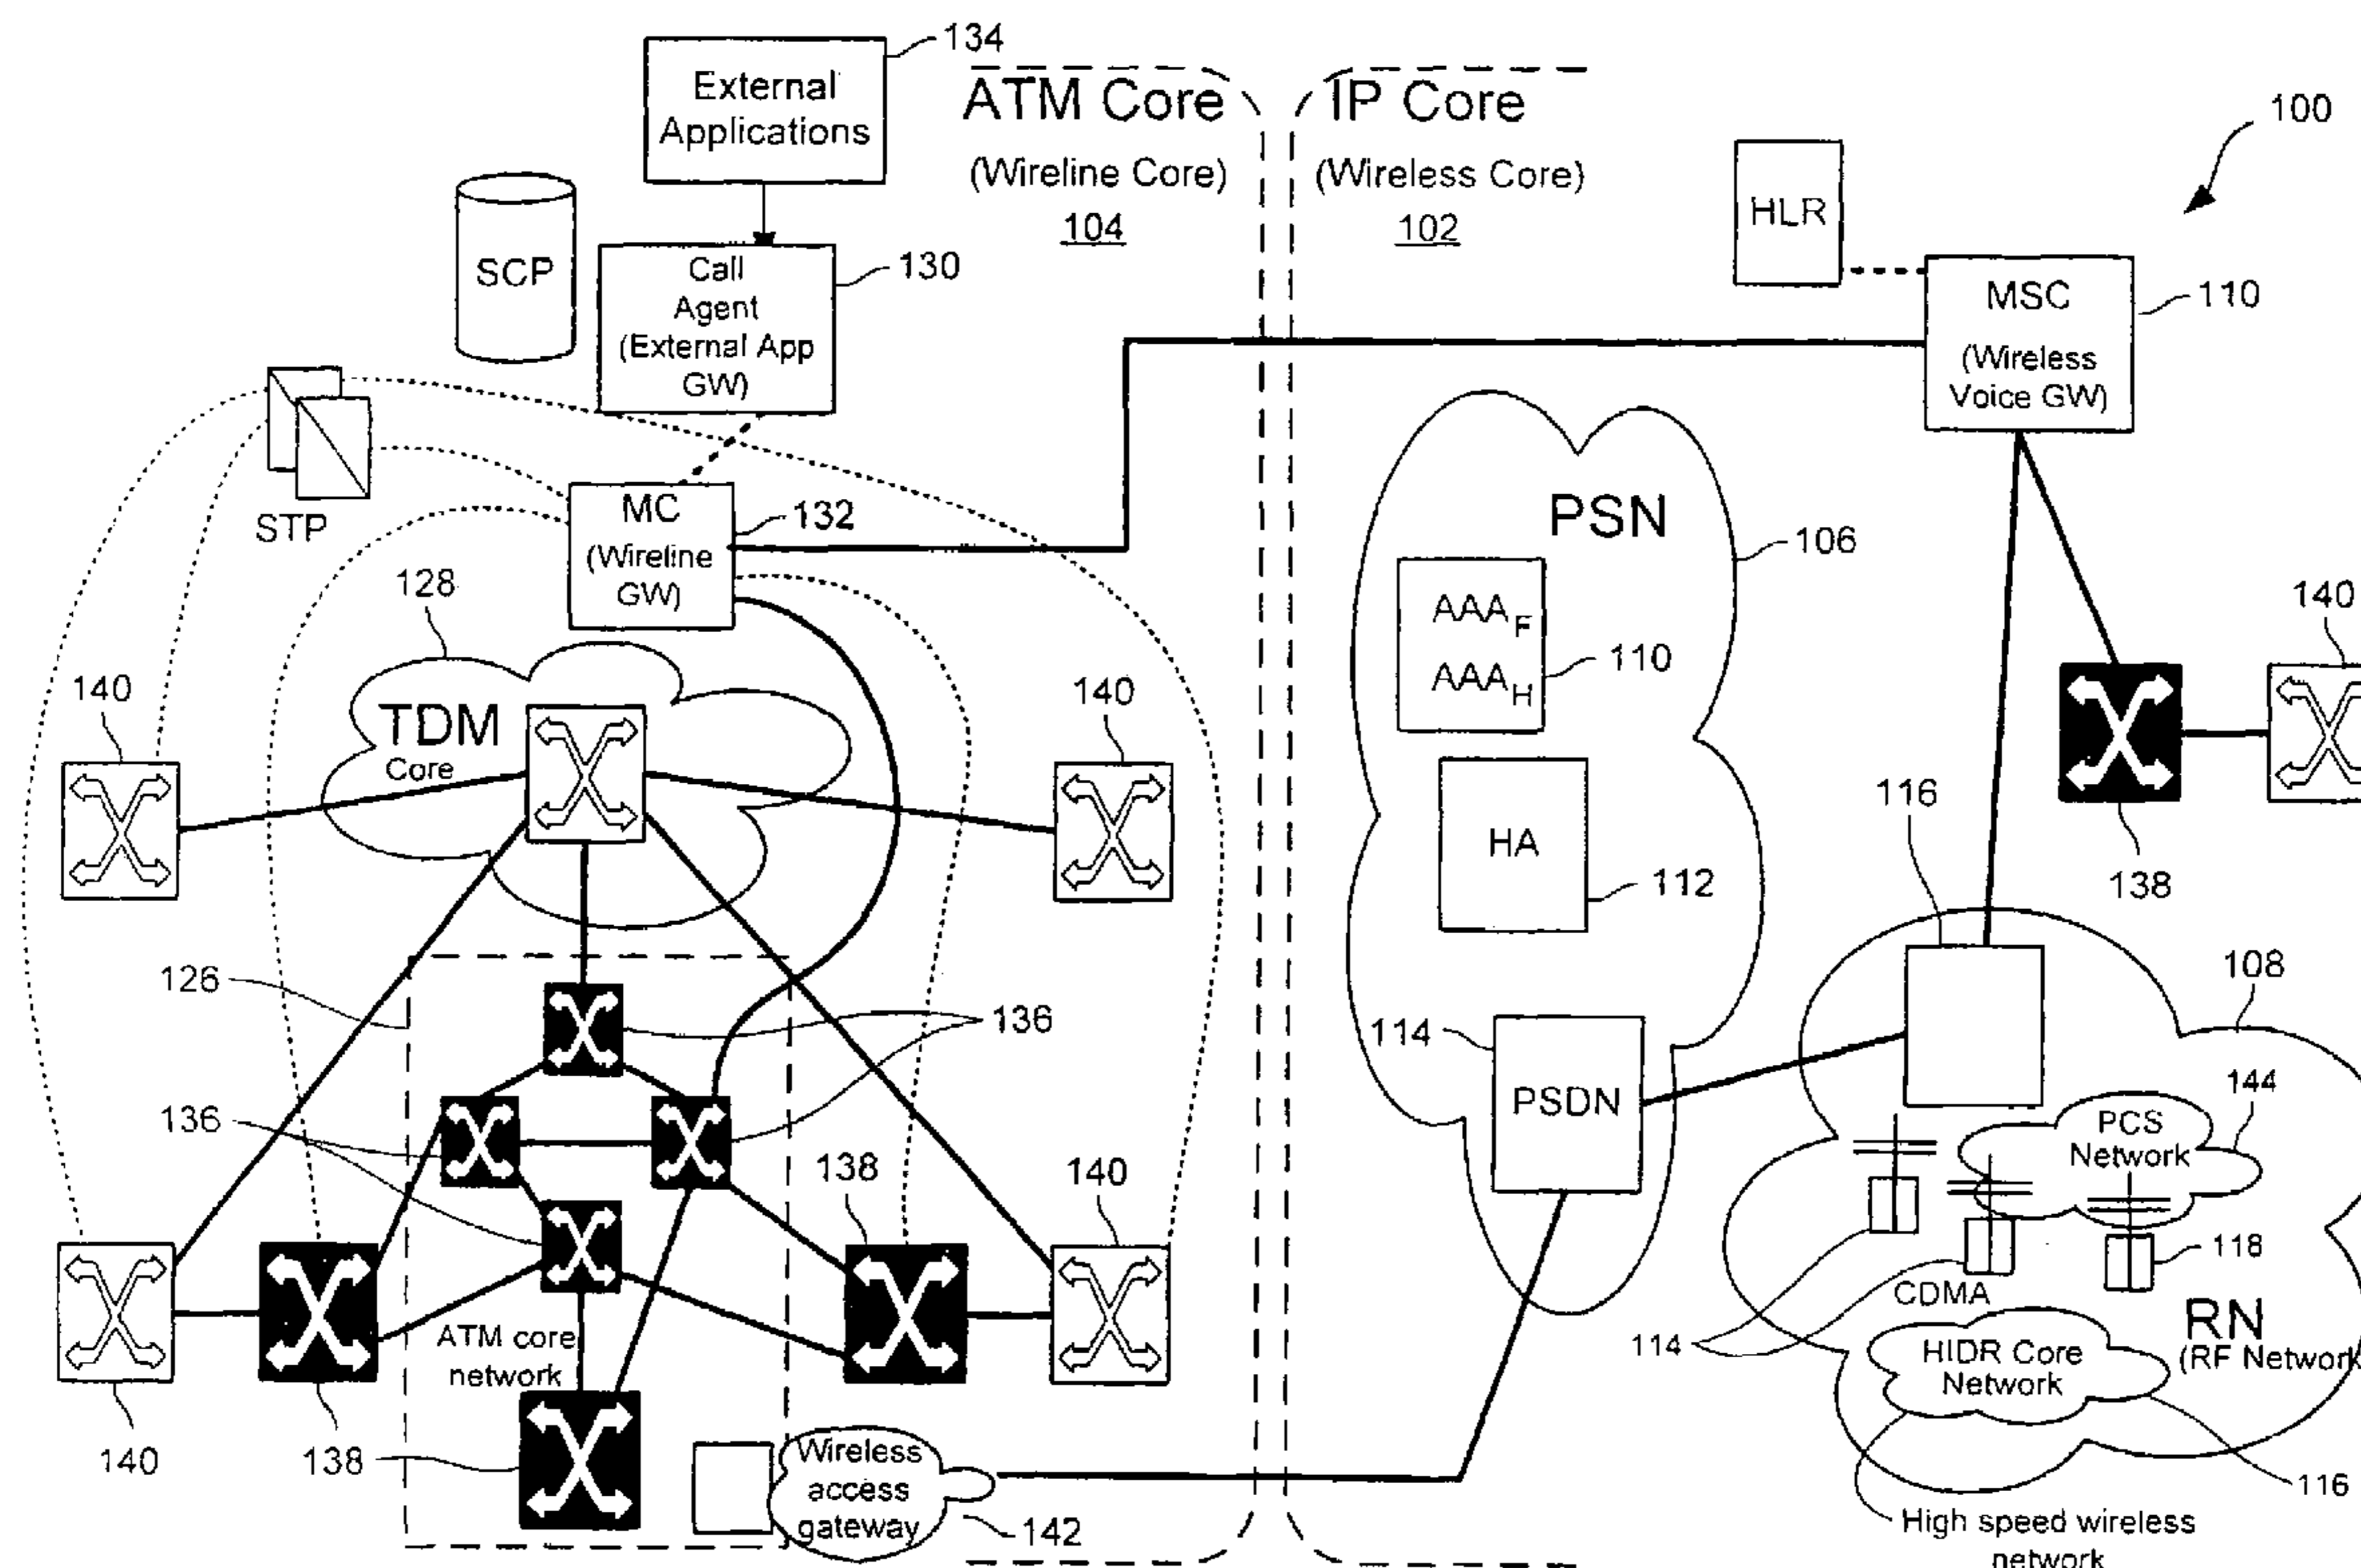 134
External
Applications
ATM Core
(Wireline Core)
104
IP Core
(Wireless Core)
102
100
HLR
SCP
Call
Agent
(External App
GW)
130
MSC
(Wireless
Voice GW)
110
STP
MC
(Wireline
GW)
132
PSN
106
AAAF
AAAH
110
HA
112
128
TDM
Core
140
140
140
138
116
108
126
136
136
114
PSDN
144
PCS
Network
118
CDMA
114
RN
(RF Network
HIDR Core
Network
116
High speed wireless
network
138
140
ATM core
network
140
138
Wireless
access
gateway
142